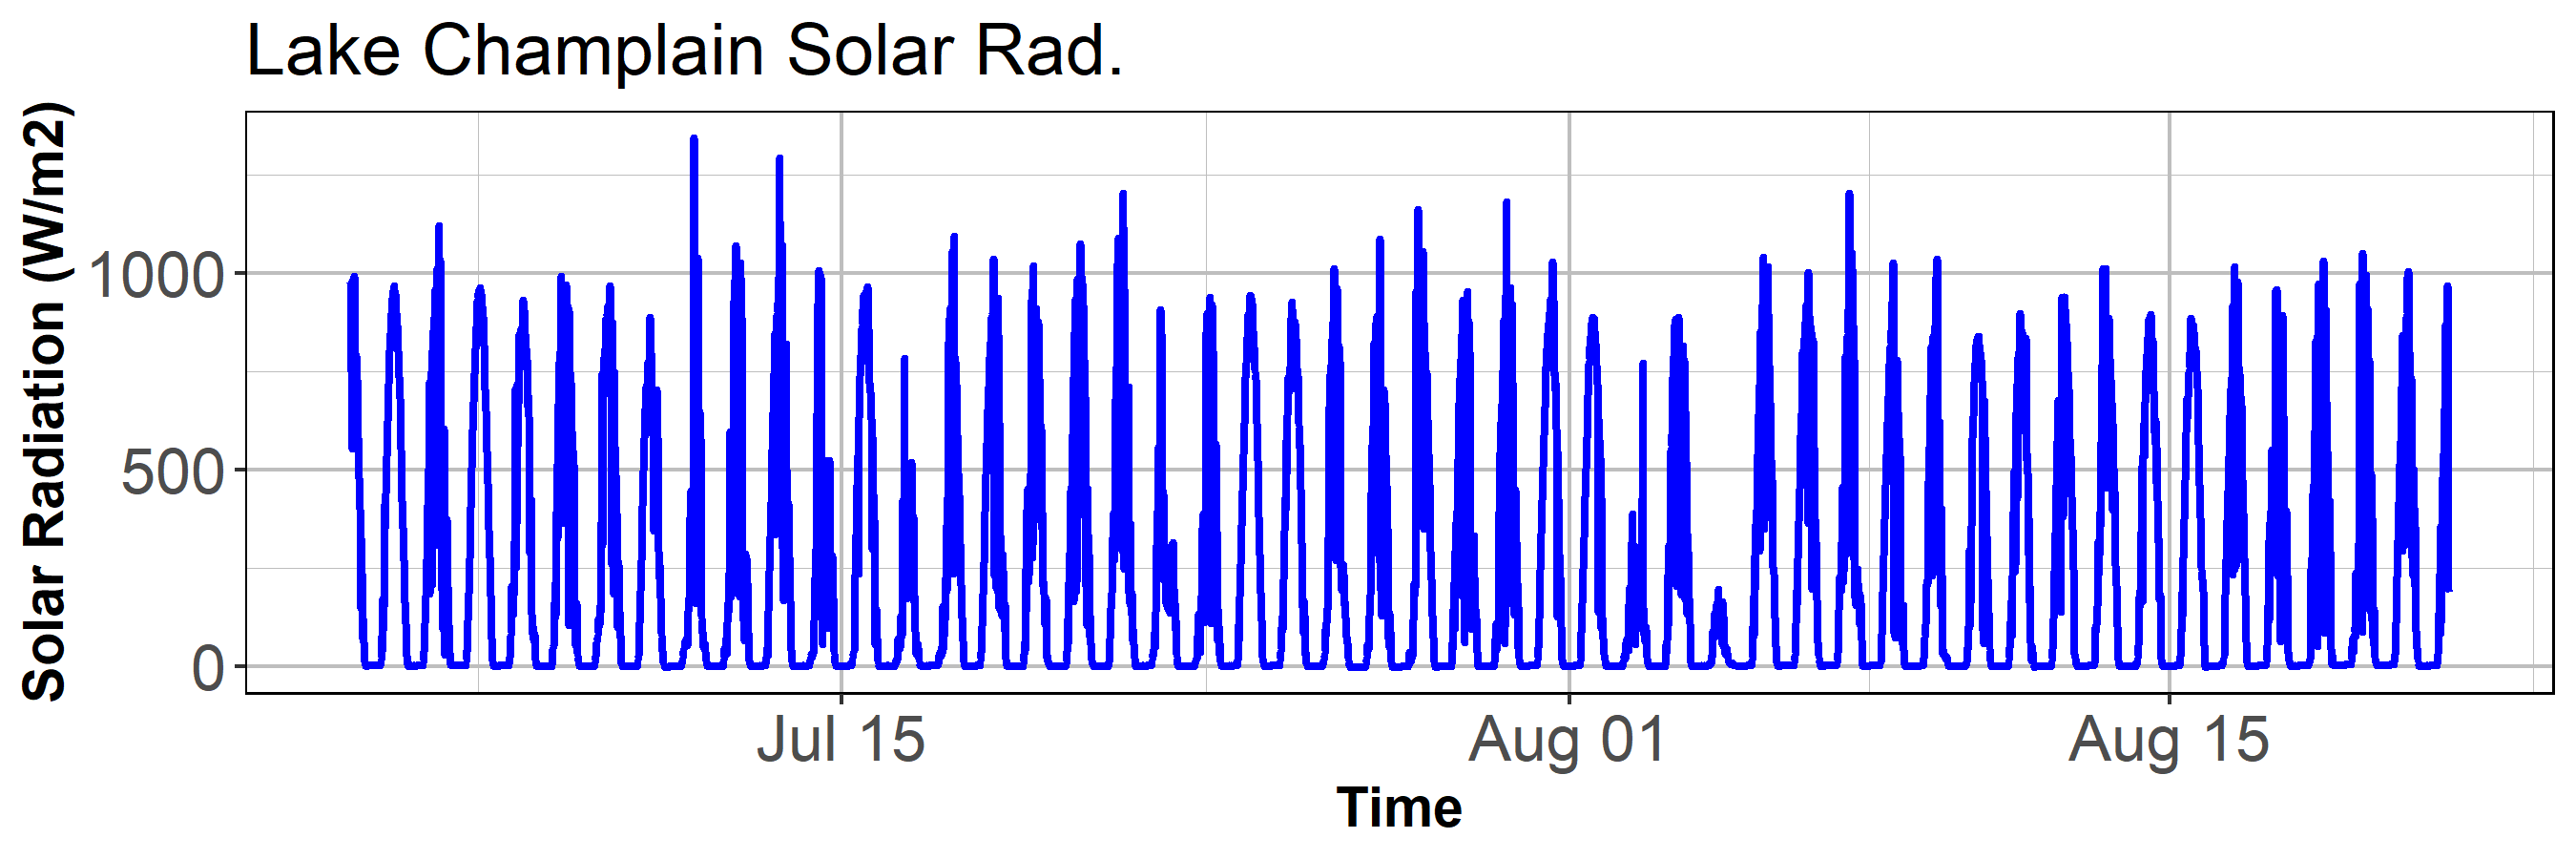 Lake Champlain Solar Rad.
Solar Radiation (W/m2)
1000
500
0
Jul 15
Aug 01
Aug 15
Time